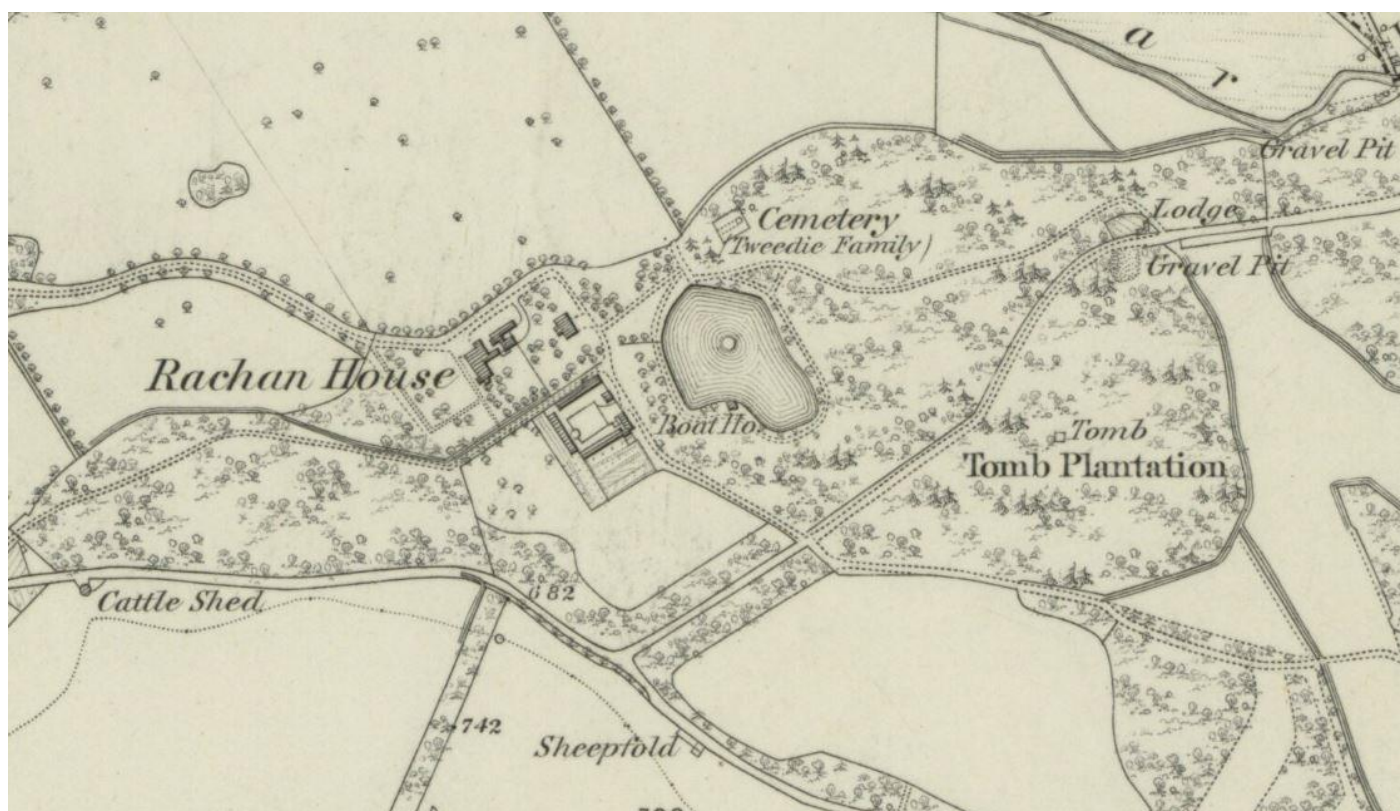 a
r
Gravel Pit
Cemetery
(Tweedie Family)
Lodge
Gravel Pit
Rachan House
Boat Ho.
Tomb
Tomb Plantation
Cattle Shed
682
742
Sheepfold